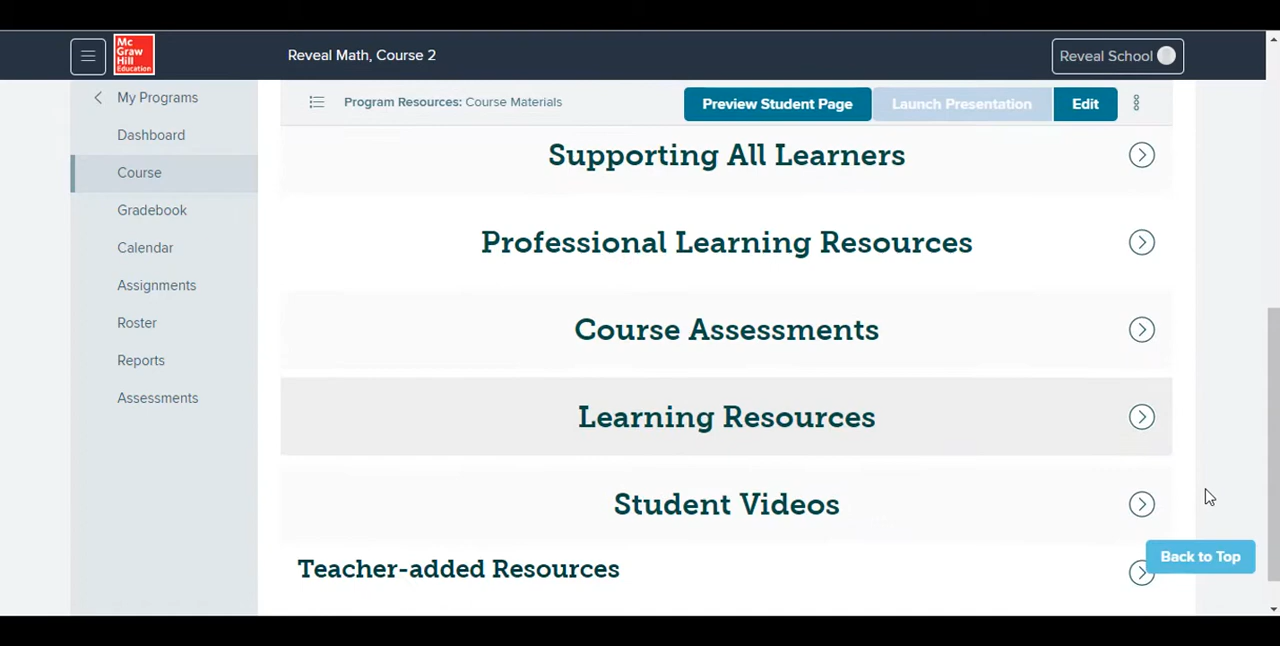 Mc
Graw
Hill
Education
Reveal Math, Course 2
Reveal School
My Programs
Dashboard
Course
Gradebook
Calendar
Assignments
Roster
Reports
Assessments
Program Resources: Course Materials
Preview Student Page
Launch Presentation
Edit
Supporting All Learners
Professional Learning Resources
Course Assessments
Learning Resources
Student Videos
Teacher-added Resources
Back to Top